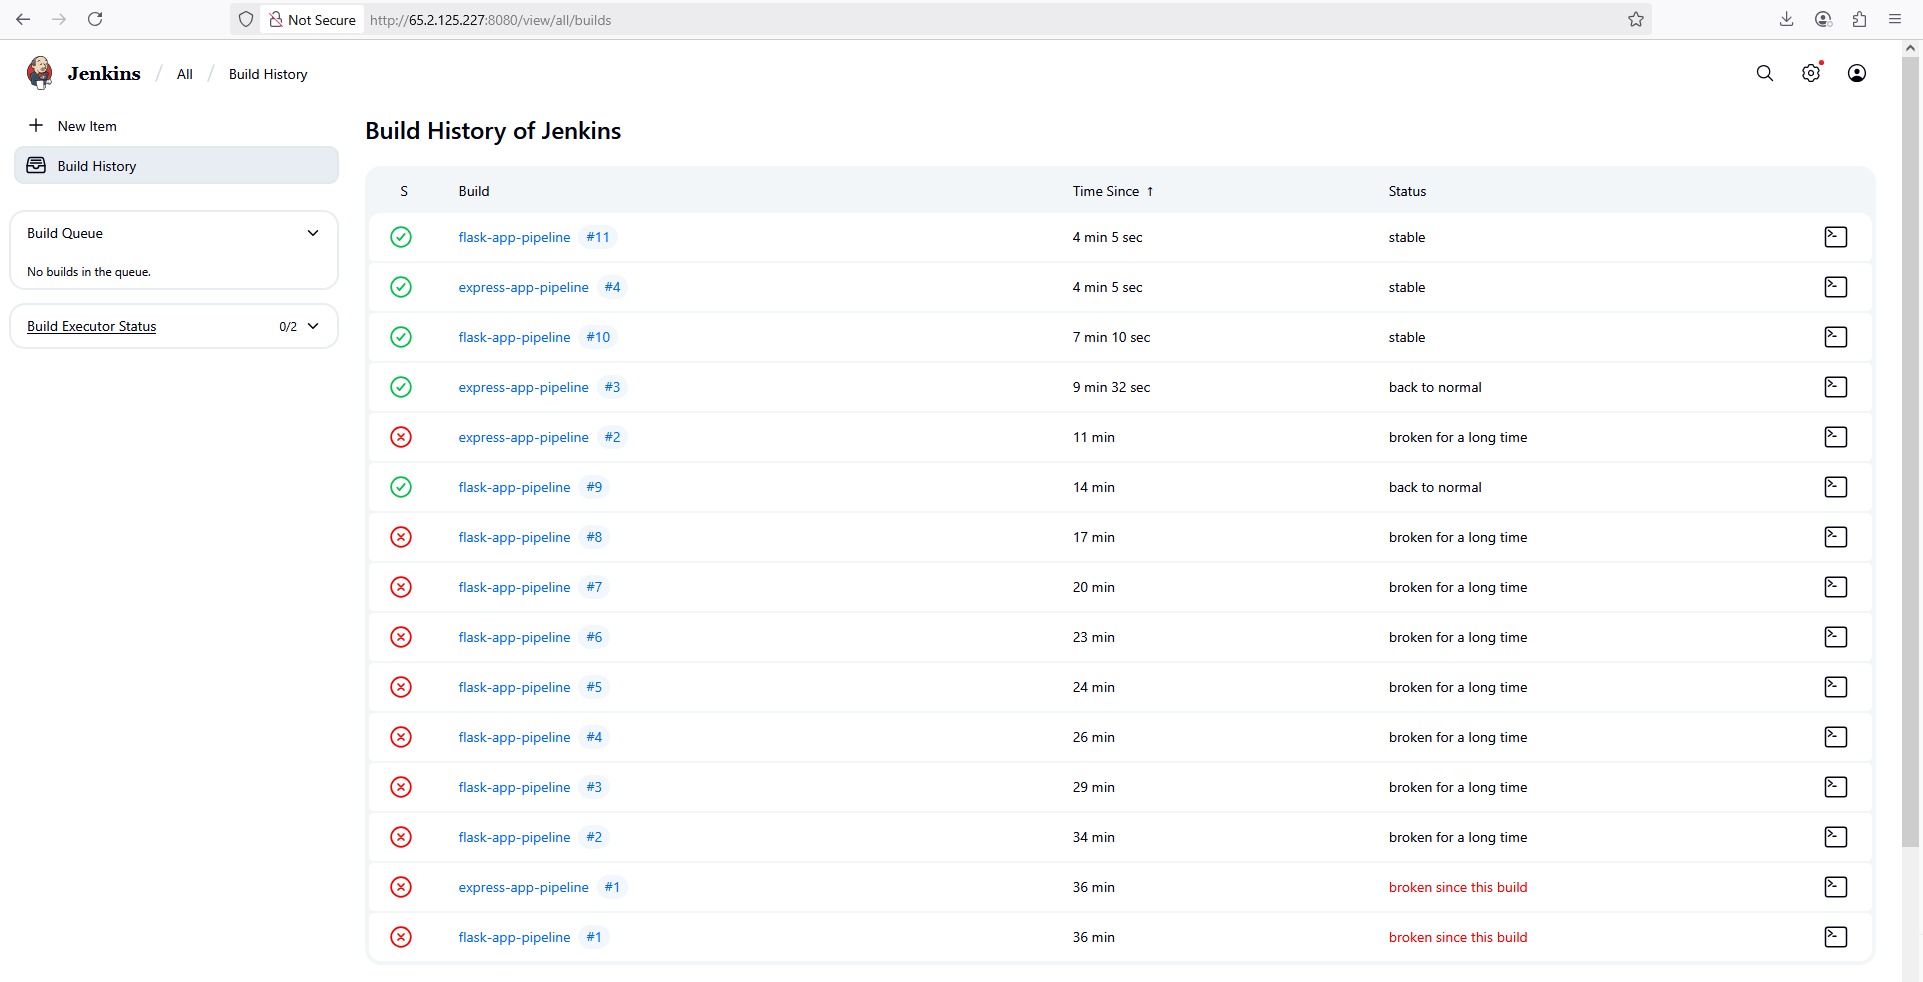 Not Secure http://65.2.125.227:8080/view/all/builds
Jenkins / All / Build History
New Item
Build History
Build Queue
No builds in the queue.
Build Executor Status 0/2
Build History of Jenkins
S Build Time Since ↑ Status
flask-app-pipeline #11 4 min 5 sec stable
express-app-pipeline #4 4 min 5 sec stable
flask-app-pipeline #10 7 min 10 sec stable
express-app-pipeline #3 9 min 32 sec back to normal
express-app-pipeline #2 11 min broken for a long time
flask-app-pipeline #9 14 min back to normal
flask-app-pipeline #8 17 min broken for a long time
flask-app-pipeline #7 20 min broken for a long time
flask-app-pipeline #6 23 min broken for a long time
flask-app-pipeline #5 24 min broken for a long time
flask-app-pipeline #4 26 min broken for a long time
flask-app-pipeline #3 29 min broken for a long time
flask-app-pipeline #2 34 min broken for a long time
express-app-pipeline #1 36 min broken since this build
flask-app-pipeline #1 36 min broken since this build